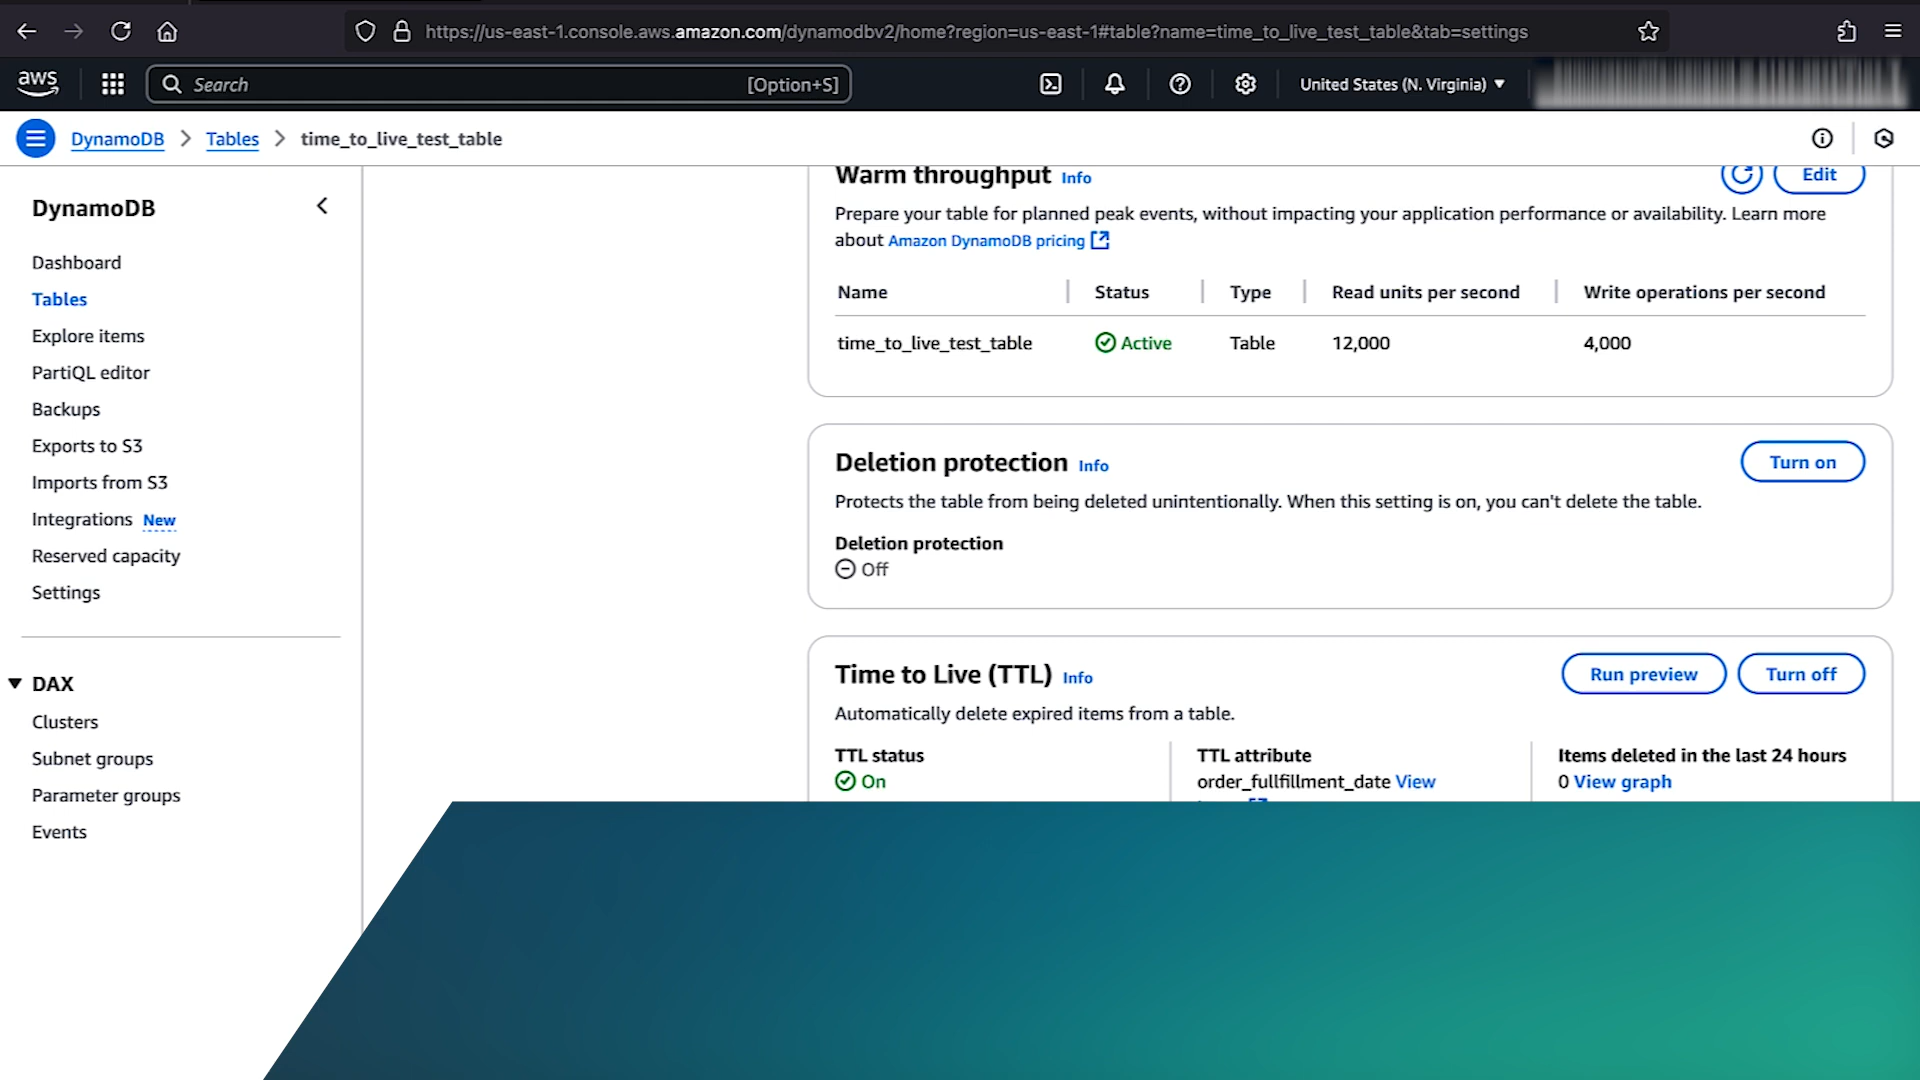 https://us-east-1.console.aws.amazon.com/dynamodbv2/home?region=us-east-1#table?name=time_to_live_test_table&tab=settings
aws
Search
[Option+S]
United States (N. Virginia)
DynamoDB
Tables
time_to_live_test_table
DynamoDB
Dashboard
Tables
Explore items
PartiQL editor
Backups
Exports to S3
Imports from S3
Integrations New
Reserved capacity
Settings
DAX
Clusters
Subnet groups
Parameter groups
Events
Warm throughput Info
Edit
Prepare your table for planned peak events, without impacting your application performance or availability. Learn more
about Amazon DynamoDB pricing
Name Status Type Read units per second Write operations per second
time_to_live_test_table Active Table 12,000 4,000
Deletion protection Info
Turn on
Protects the table from being deleted unintentionally. When this setting is on, you can't delete the table.
Deletion protection
Off
Time to Live (TTL) Info
Run preview
Turn off
Automatically delete expired items from a table.
TTL status
On
TTL attribute
order_fullfillment_date View
Items deleted in the last 24 hours
0 View graph